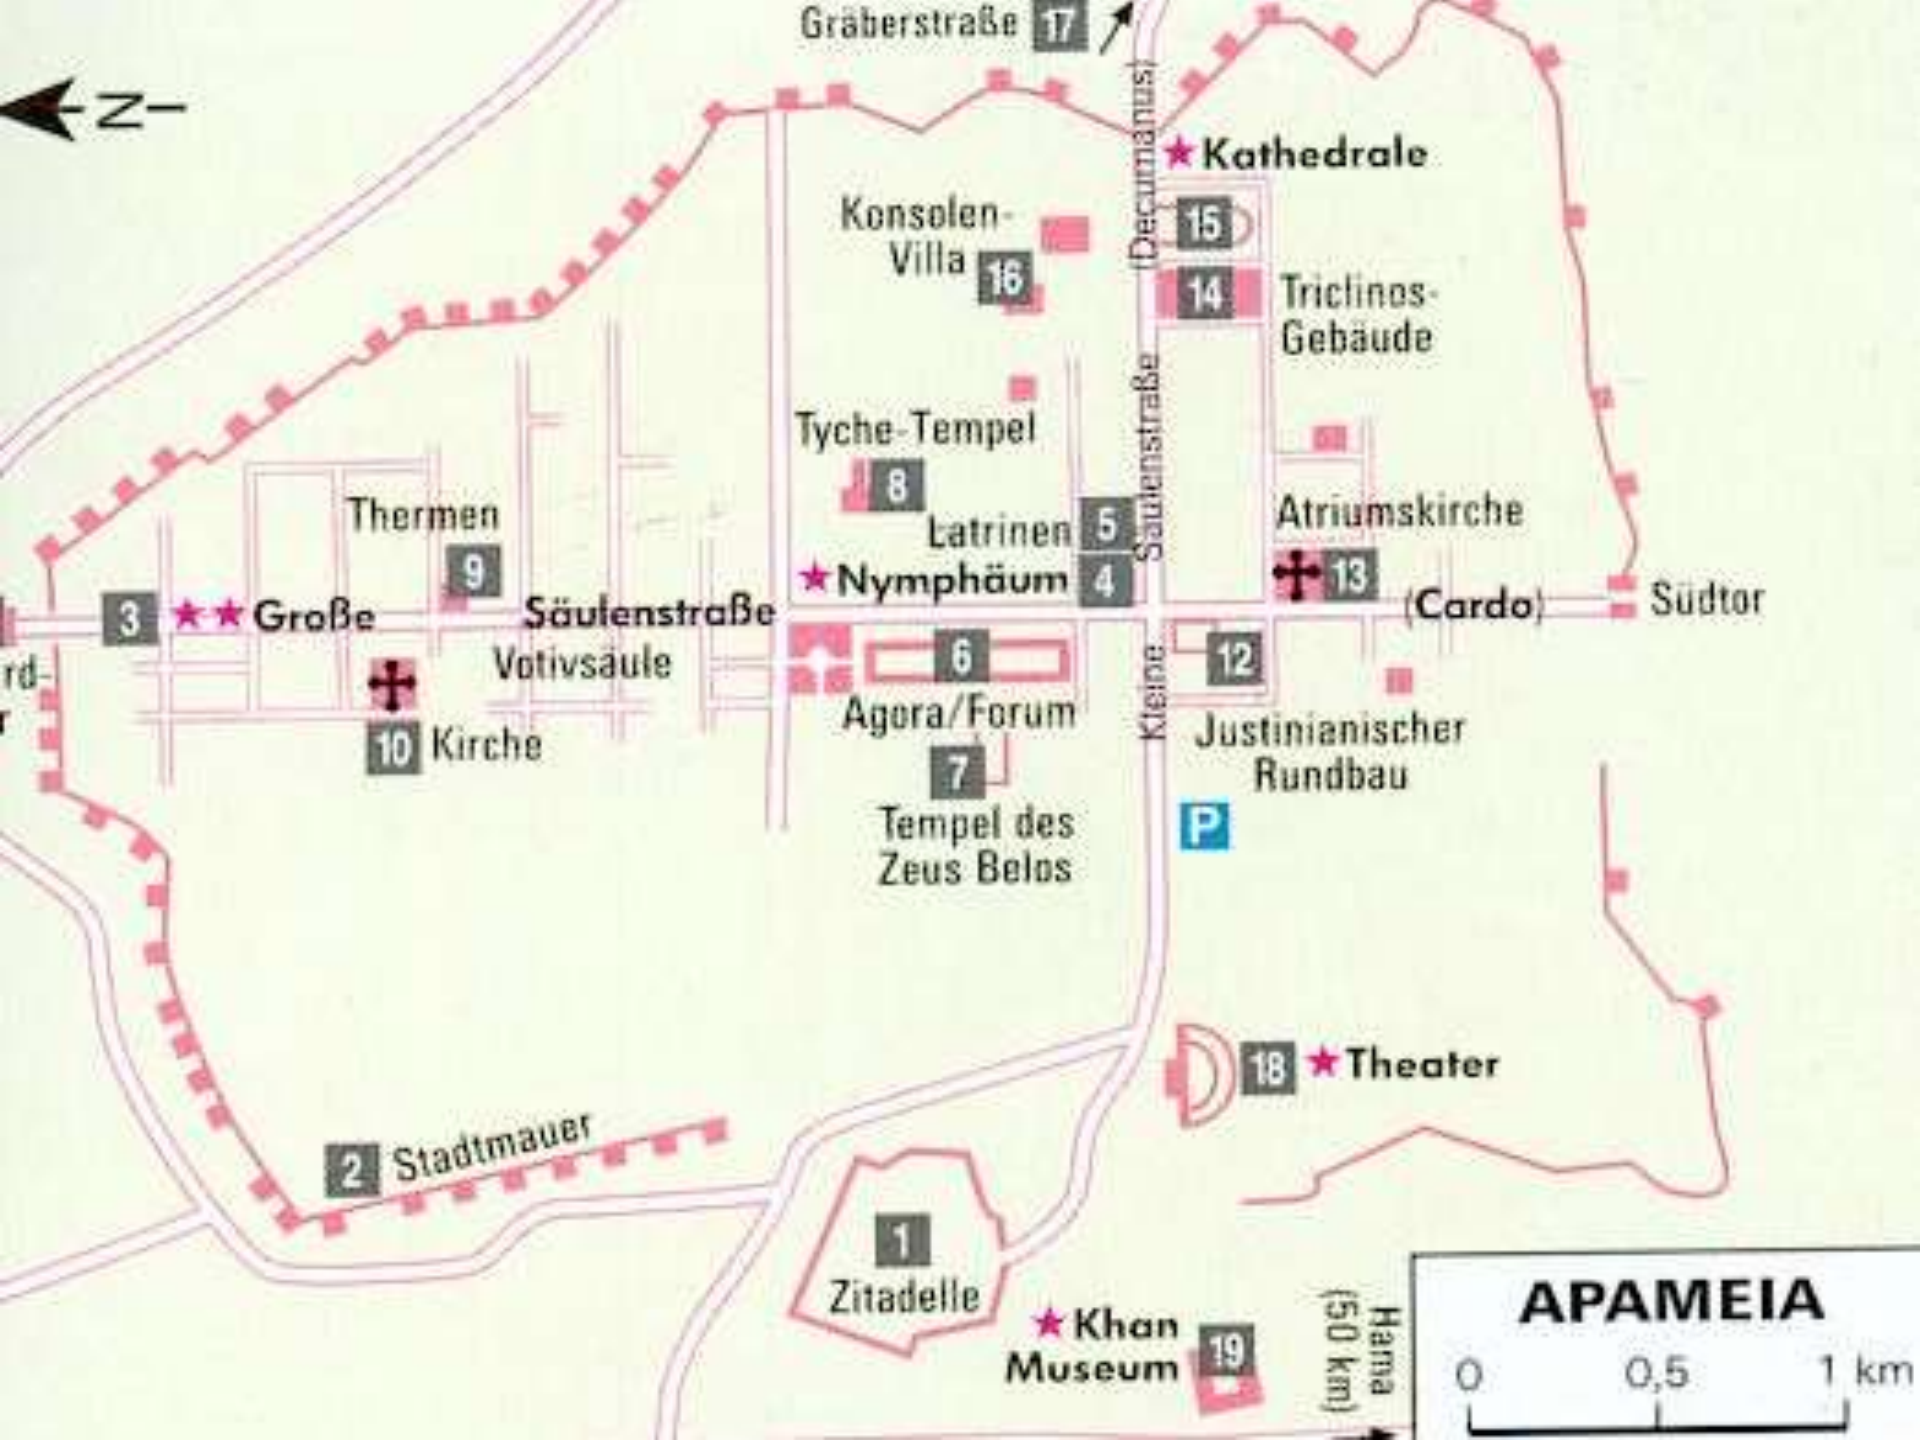 Gräberstraße 17
N
(Decumanus)
Kathedrale
15
Konsolen-
Villa 16
14 Triclinos-
Gebäude
Säulenstraße
Tyche-Tempel
8
Thermen
9
Latrinen 5
Nymphäum 4
Atriumskirche
13
3 Große Säulenstraße (Cardo) Südtor
rd-
r
Votivsäule
6
Agora/Forum
12
Kleine
Justinianischer
Rundbau
10 Kirche
7
Tempel des
Zeus Belos
P
18 Theater
2 Stadtmauer
1
Zitadelle
Khan
Museum
19
Hama
(50 km)
APAMEIA
0 0,5 1 km